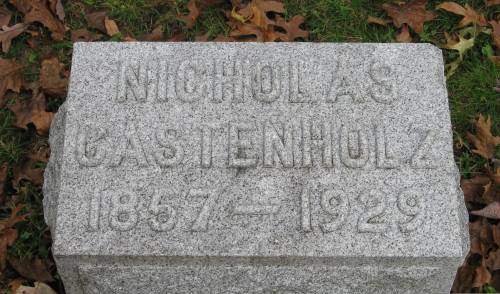 NICHOLAS
CASTENHOLZ
1857 — 1929